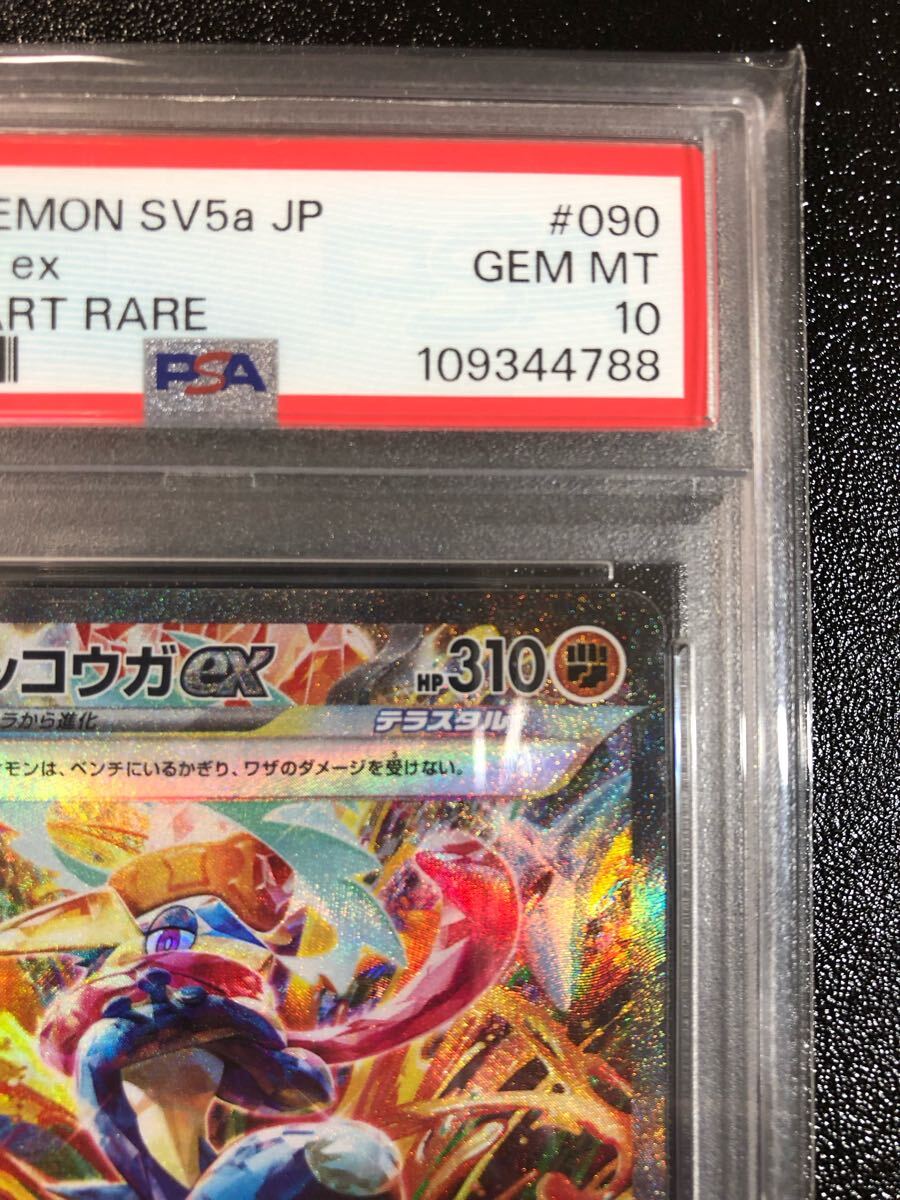 EMON SV5a JP #090
ex GEM MT
ART RARE 10
PSA 109344788
ッコウガex HP310
ラから進化 テラスタル
モンは、ベンチにいるかぎり、ワザのダメージを受けない。